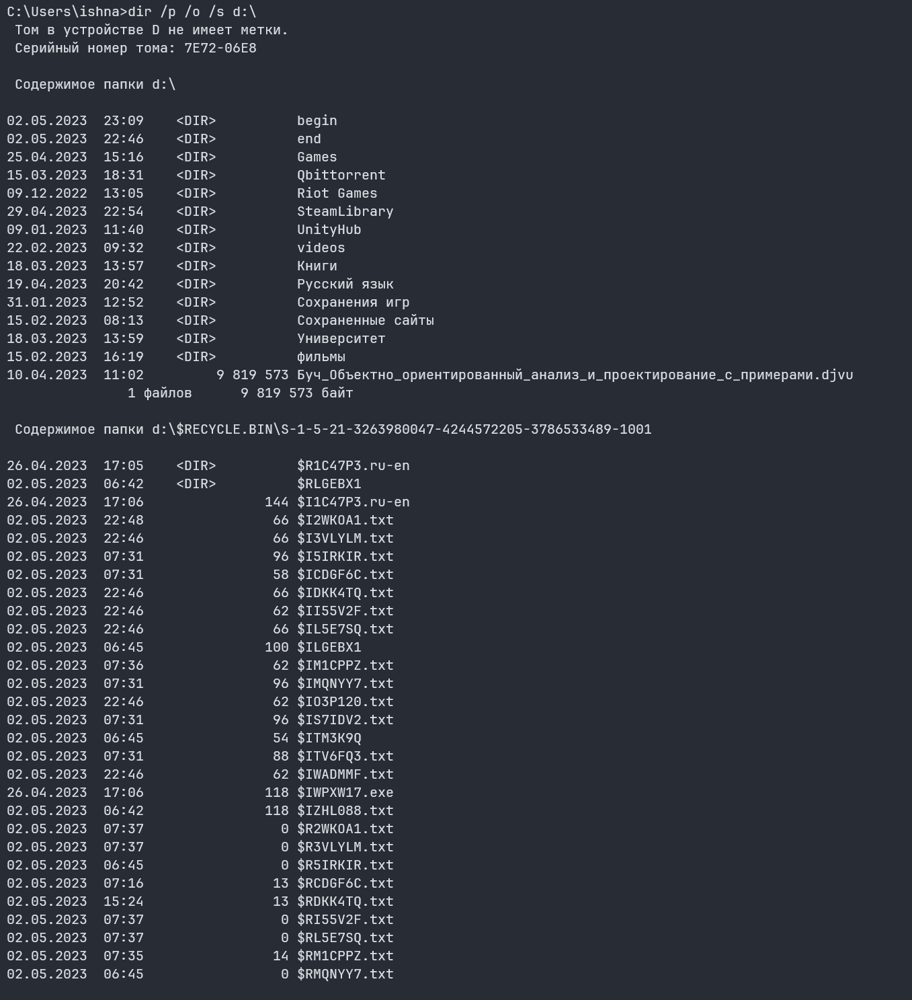 C:\Users\ishna>dir /p /o /s d:\
Том в устройстве D не имеет метки.
Серийный номер тома: 7E72-06E8
Содержимое папки d:\
02.05.2023  23:09    <DIR>          begin
02.05.2023  22:46    <DIR>          end
25.04.2023  15:16    <DIR>          Games
15.03.2023  18:31    <DIR>          Qbittorrent
09.12.2022  13:05    <DIR>          Riot Games
29.04.2023  22:54    <DIR>          SteamLibrary
09.01.2023  11:40    <DIR>          UnityHub
22.02.2023  09:32    <DIR>          videos
18.03.2023  13:57    <DIR>          Книги
19.04.2023  20:42    <DIR>          Русский язык
31.01.2023  12:52    <DIR>          Сохранения игр
15.02.2023  08:13    <DIR>          Сохраненные сайты
18.03.2023  13:59    <DIR>          Университет
15.02.2023  16:19    <DIR>          фильмы
10.04.2023  11:02         9 819 573 Буч_Объектно_ориентированный_анализ_и_проектирование_с_примерами.djvu
1 файлов      9 819 573 байт
Содержимое папки d:\$RECYCLE.BIN\S-1-5-21-3263980047-4244572205-3786533489-1001
26.04.2023  17:05    <DIR>          $R1C47P3.ru-en
02.05.2023  06:42    <DIR>          $RLGEBX1
26.04.2023  17:06               144 $I1C47P3.ru-en
02.05.2023  22:48                66 $I2WKOA1.txt
02.05.2023  22:46                66 $I3VLYLM.txt
02.05.2023  07:31                96 $I5IRKIR.txt
02.05.2023  07:31                58 $ICDGF6C.txt
02.05.2023  22:46                66 $IDKK4TQ.txt
02.05.2023  22:46                62 $II55V2F.txt
02.05.2023  22:46                66 $IL5E7SQ.txt
02.05.2023  06:45               100 $ILGEBX1
02.05.2023  07:36                62 $IM1CPPZ.txt
02.05.2023  07:31                96 $IMQNYY7.txt
02.05.2023  22:46                62 $IO3P120.txt
02.05.2023  07:31                96 $IS7IDV2.txt
02.05.2023  06:45                54 $ITM3K9Q
02.05.2023  07:31                88 $ITV6FQ3.txt
02.05.2023  22:46                62 $IWADMMF.txt
26.04.2023  17:06               118 $IWPXW17.exe
02.05.2023  06:42               118 $IZHL088.txt
02.05.2023  07:37                 0 $R2WKOA1.txt
02.05.2023  07:37                 0 $R3VLYLM.txt
02.05.2023  06:45                 0 $R5IRKIR.txt
02.05.2023  07:16                13 $RCDGF6C.txt
02.05.2023  15:24                13 $RDKK4TQ.txt
02.05.2023  07:37                 0 $RI55V2F.txt
02.05.2023  07:37                 0 $RL5E7SQ.txt
02.05.2023  07:35                14 $RM1CPPZ.txt
02.05.2023  06:45                 0 $RMQNYY7.txt